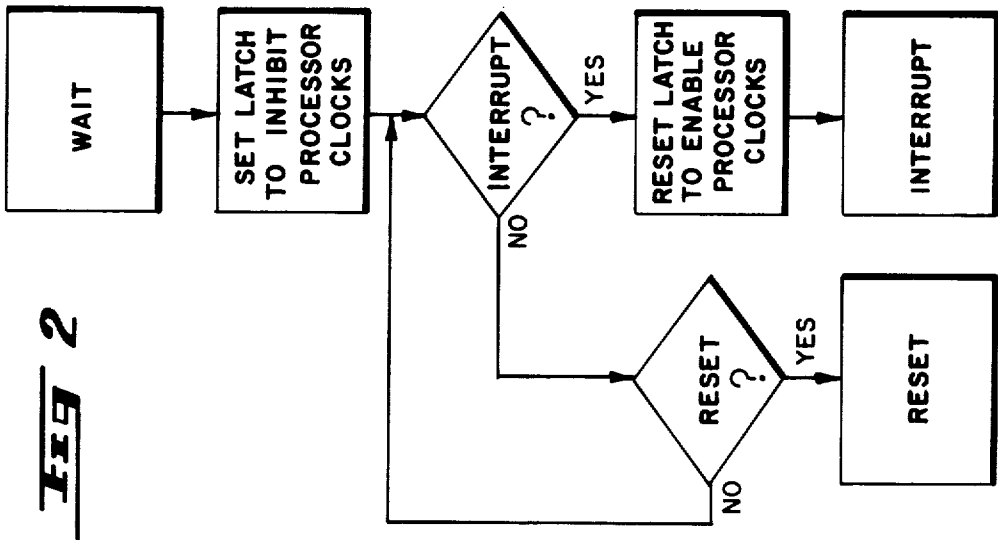 Fig 2
WAIT
SET LATCH
TO INHIBIT
PROCESSOR
CLOCKS
INTERRUPT
?
YES
NO
RESET LATCH
TO ENABLE
PROCESSOR
CLOCKS
INTERRUPT
RESET
?
YES
NO
RESET